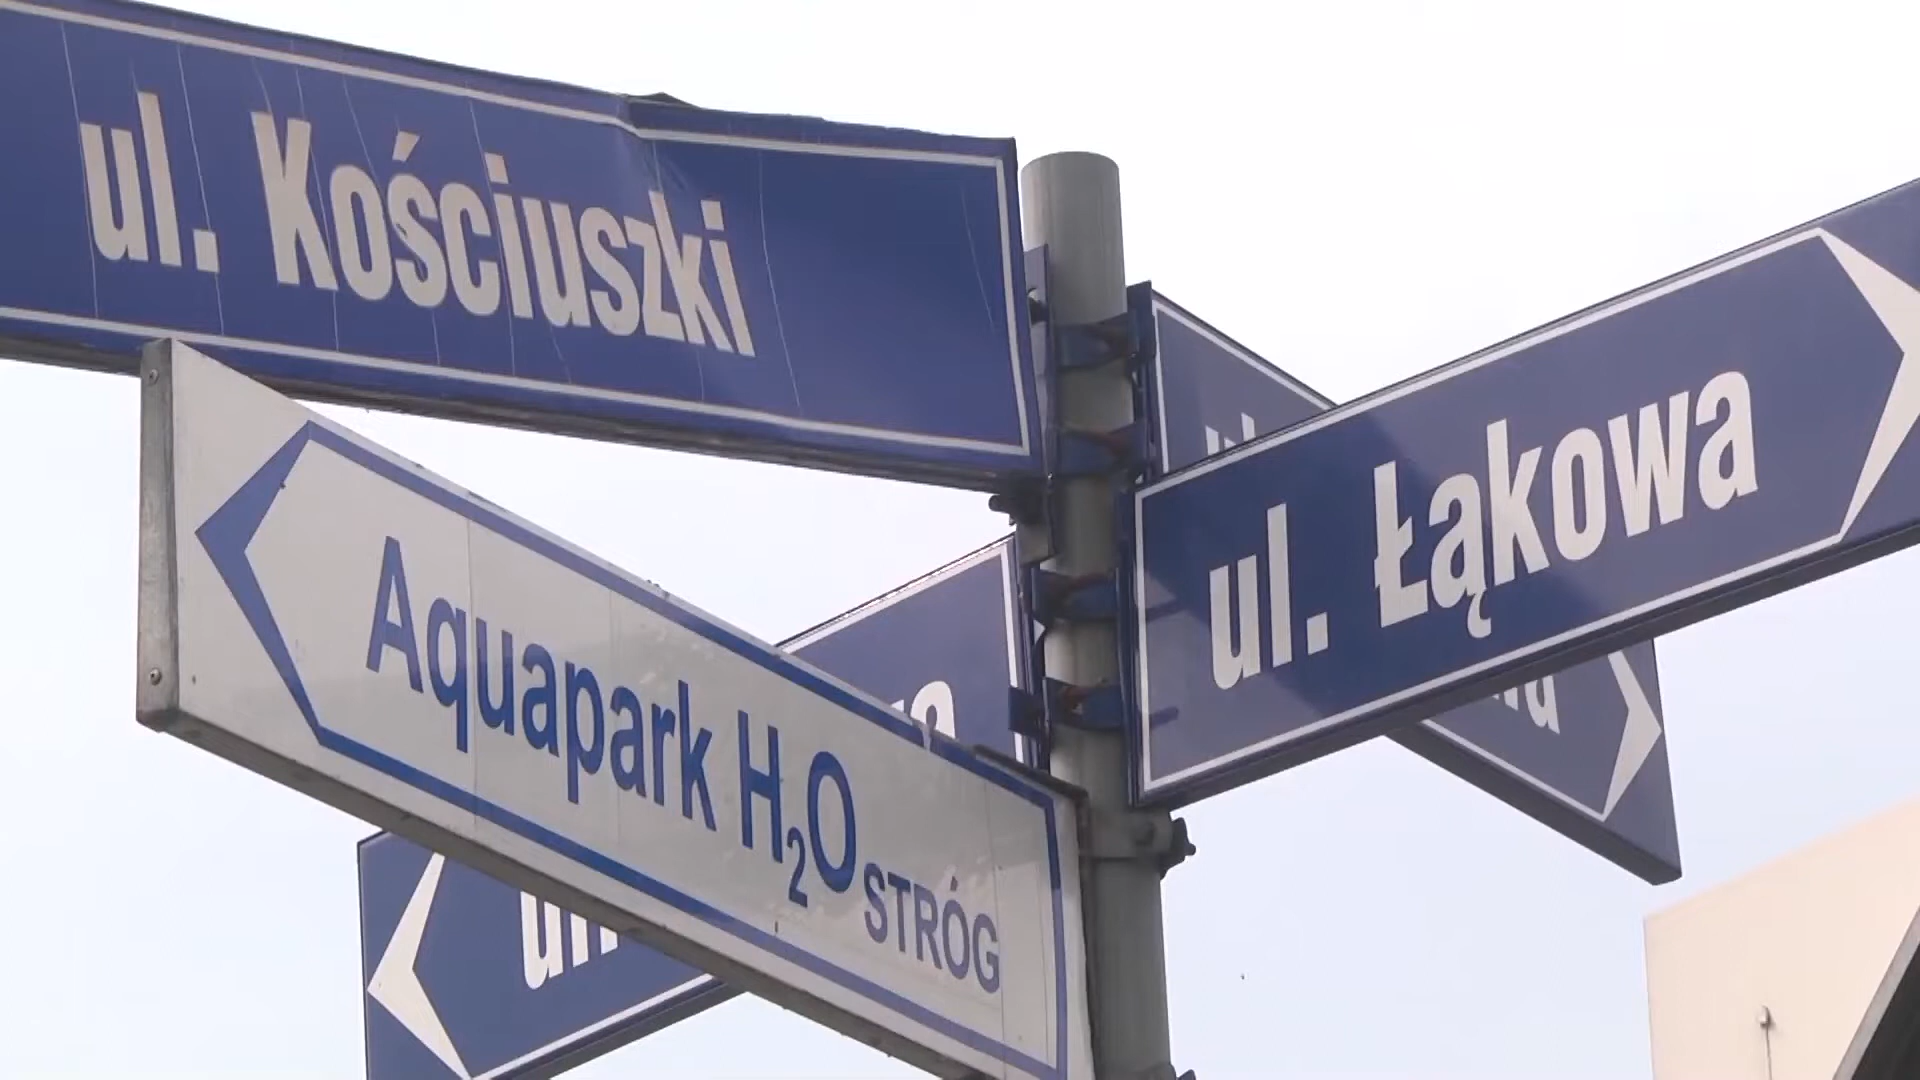 ul. Kościuszki
ul. Łąkowa
Aquapark H₂O STRÓG